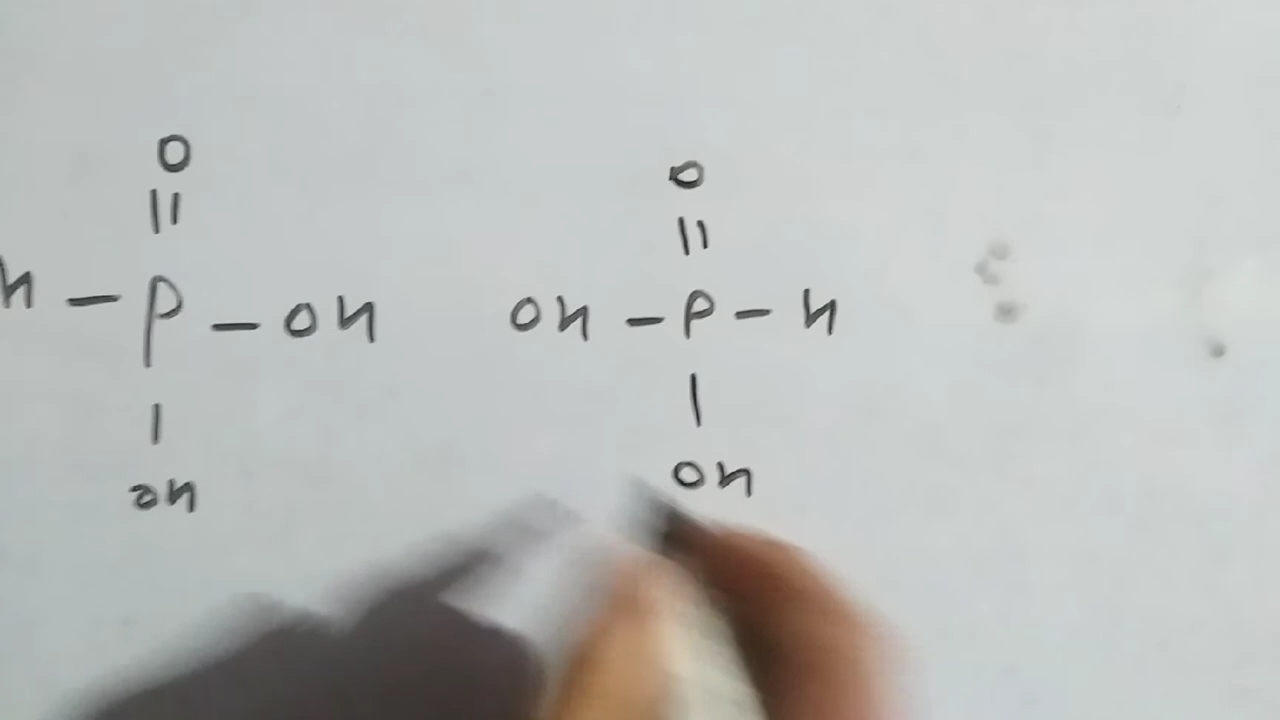 O O
|| ||
H – P – OH OH – P – H
| |
OH OH